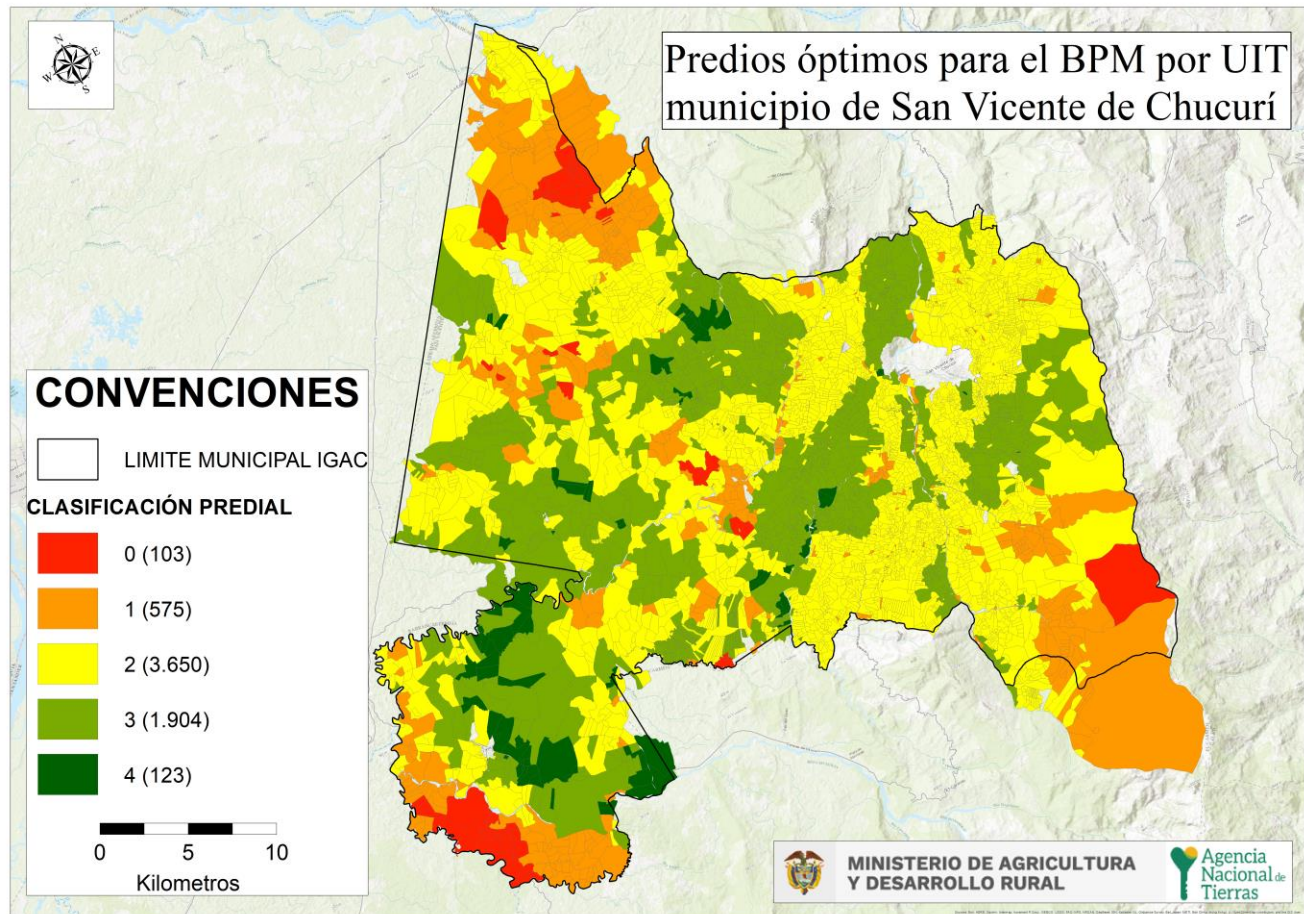 Predios óptimos para el BPM por UIT
municipio de San Vicente de Chucurí
N
E
S
W
CONVENCIONES
LIMITE MUNICIPAL IGAC
CLASIFICACIÓN PREDIAL
0 (103)
1 (575)
2 (3.650)
3 (1.904)
4 (123)
0 5 10
Kilometros
MINISTERIO DE AGRICULTURA
Y DESARROLLO RURAL
Agencia
Nacional de
Tierras